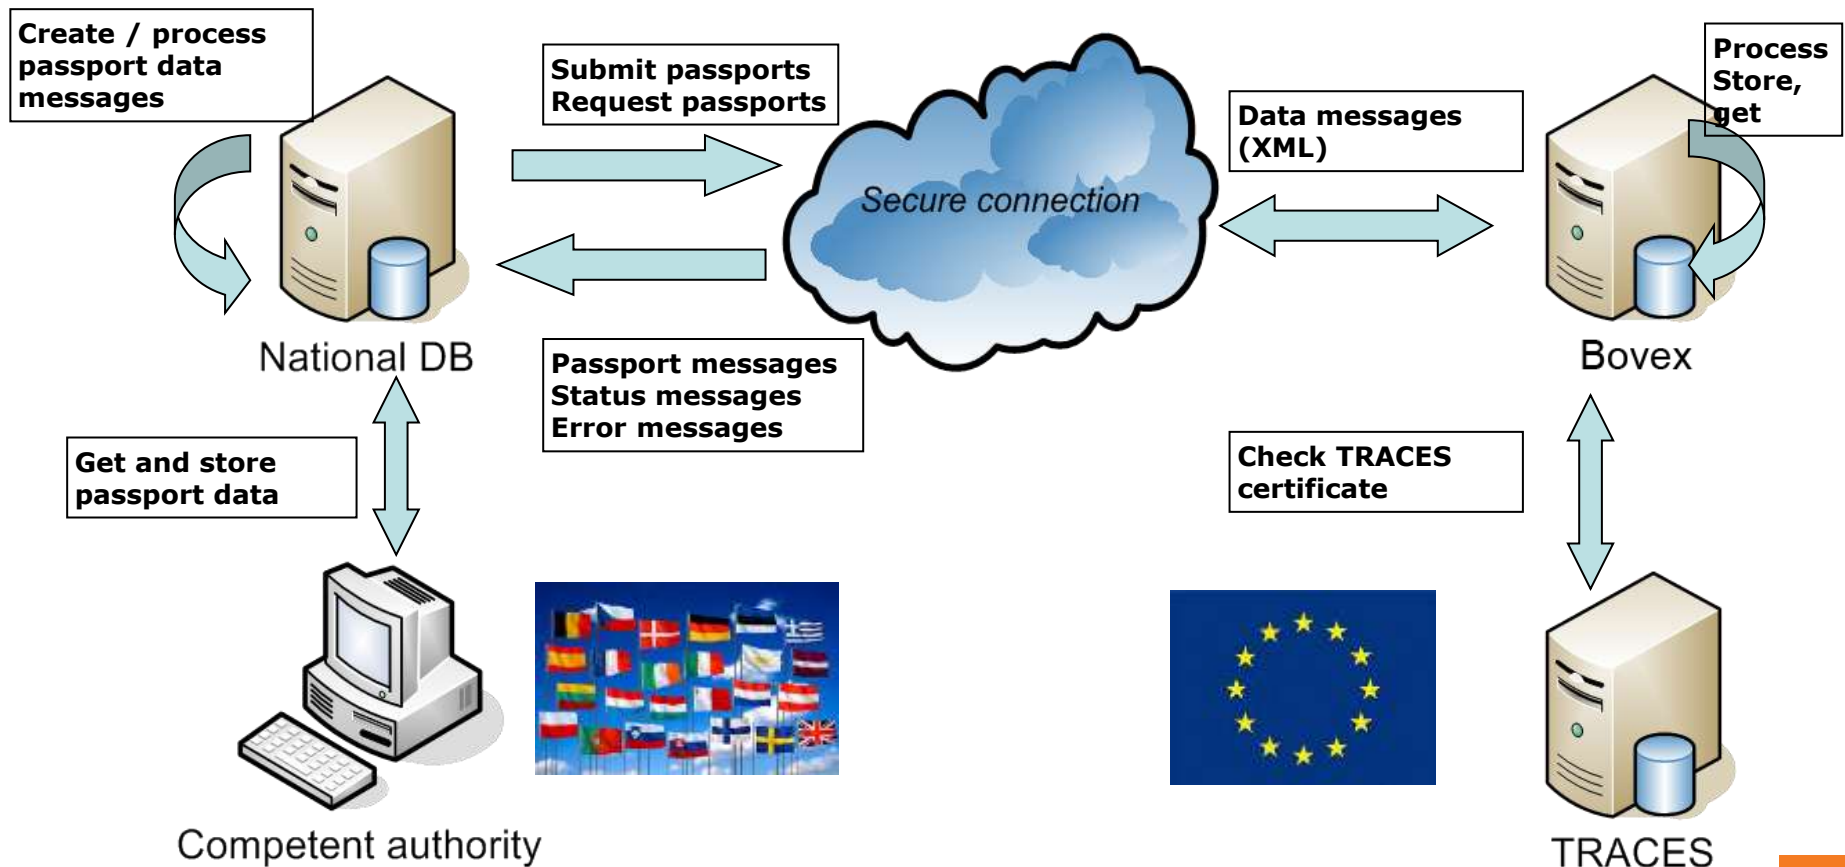 Create / process
passport data
messages
Submit passports
Request passports
Secure connection
Data messages
(XML)
Process
Store,
get
National DB
Passport messages
Status messages
Error messages
Bovex
Get and store
passport data
Check TRACES
certificate
Competent authority
TRACES